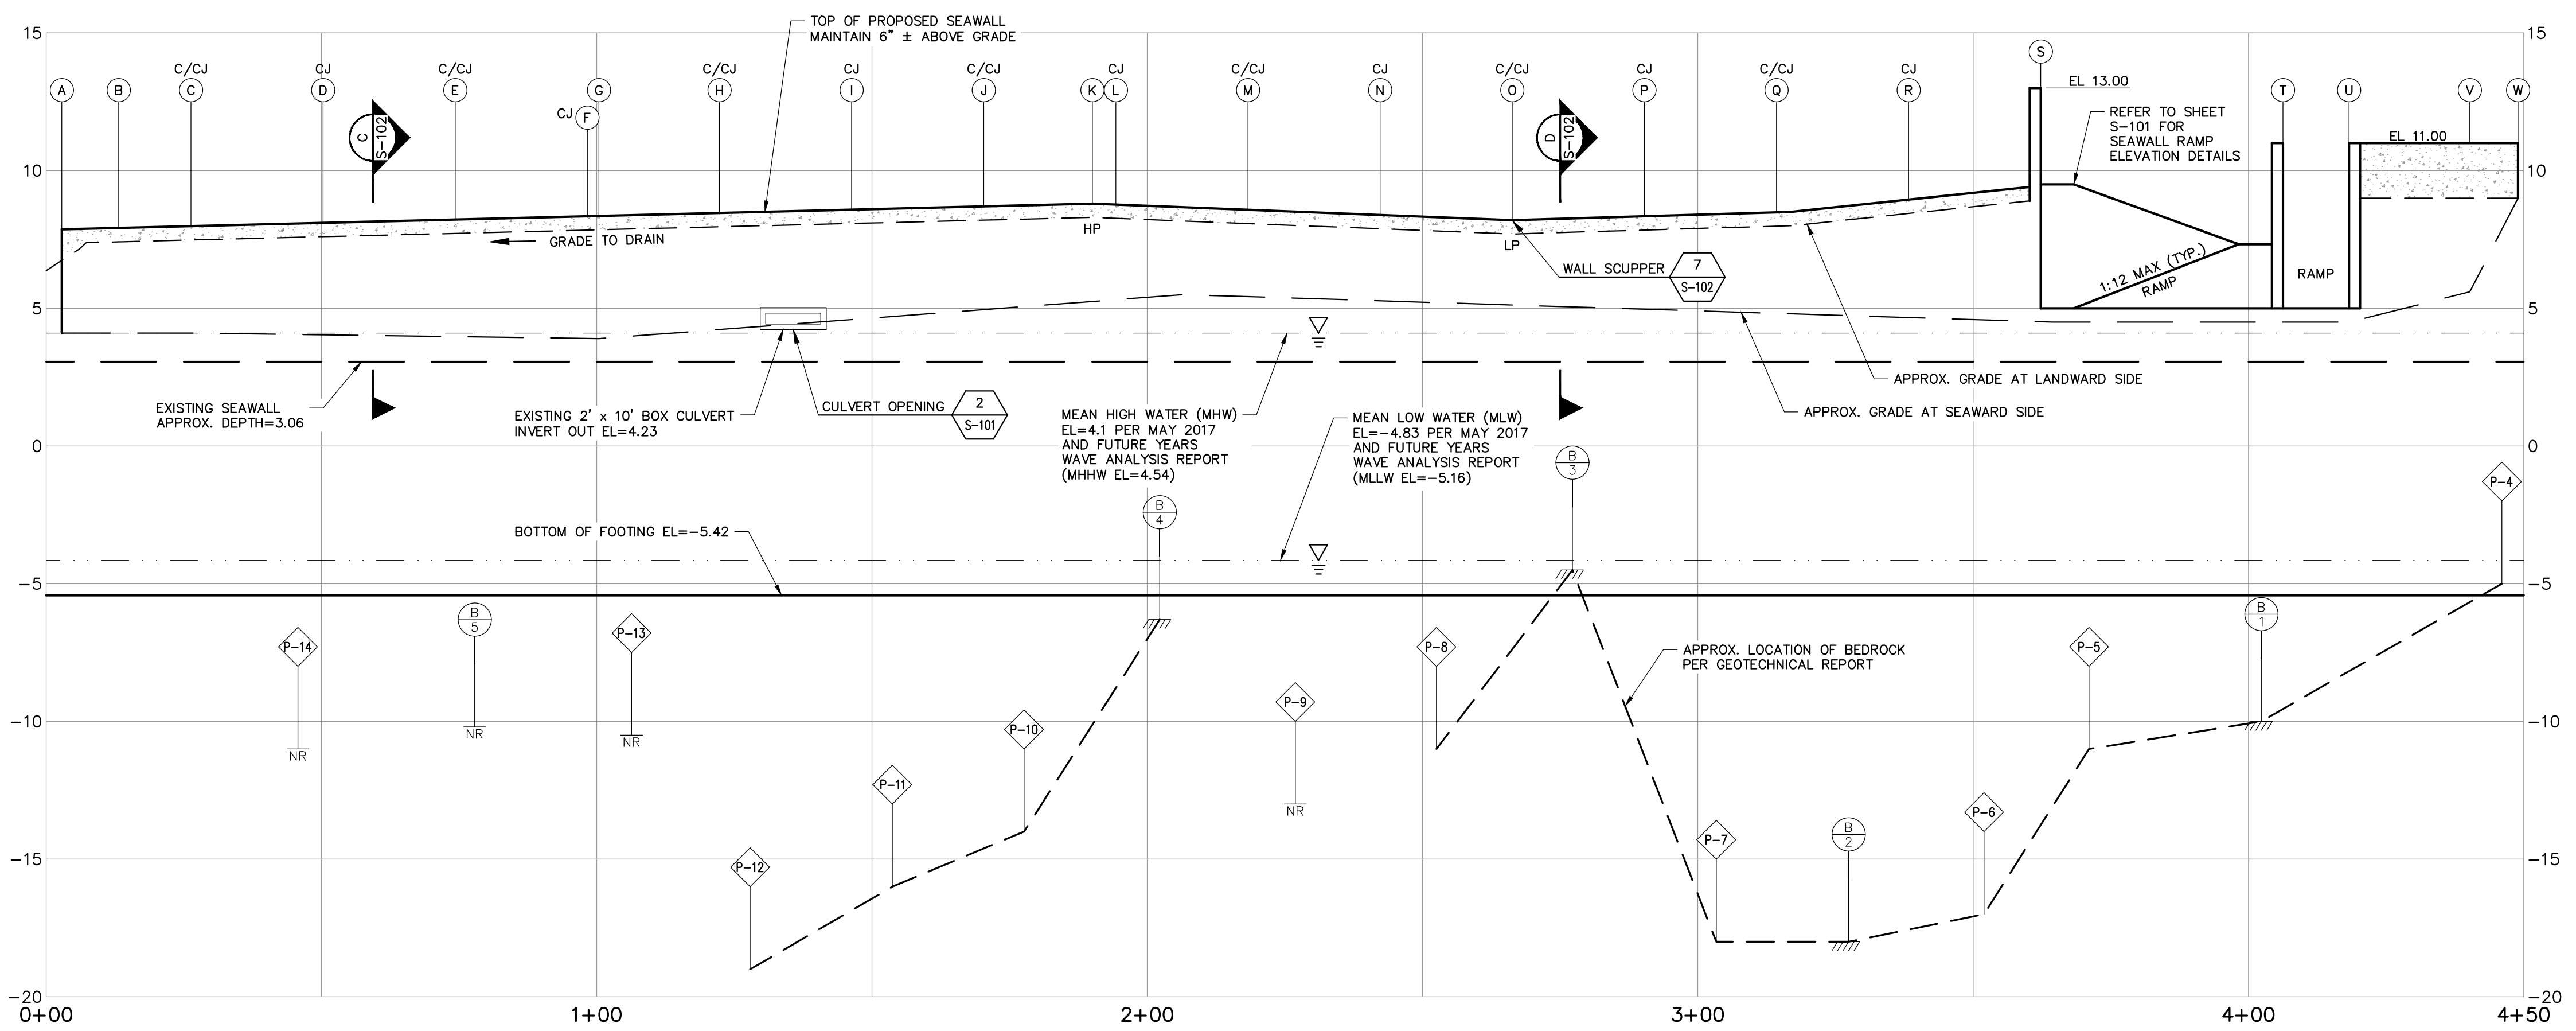 TOP OF PROPOSED SEAWALL
MAINTAIN 6" ± ABOVE GRADE
15
15
S
C/CJ
CJ
C/CJ
C/CJ
CJ
C/CJ
CJ
C/CJ
CJ
C/CJ
CJ
C/CJ
CJ
EL 13.00
A
B
C
D
E
G
H
I
J
K
L
M
N
O
P
Q
R
T
U
V
W
CJ
F
REFER TO SHEET
S-101 FOR
SEAWALL RAMP
ELEVATION DETAILS
C
S-102
D
S-102
EL 11.00
10
10
HP
GRADE TO DRAIN
LP
WALL SCUPPER
7
S-102
1:12 MAX (TYP.)
RAMP
RAMP
5
5
APPROX. GRADE AT LANDWARD SIDE
EXISTING SEAWALL
APPROX. DEPTH=3.06
EXISTING 2' x 10' BOX CULVERT
INVERT OUT EL=4.23
CULVERT OPENING
2
S-101
MEAN HIGH WATER (MHW)
EL=4.1 PER MAY 2017
AND FUTURE YEARS
WAVE ANALYSIS REPORT
(MHHW EL=4.54)
MEAN LOW WATER (MLW)
EL=-4.83 PER MAY 2017
AND FUTURE YEARS
WAVE ANALYSIS REPORT
(MLLW EL=-5.16)
APPROX. GRADE AT SEAWARD SIDE
0
0
B
3
P-4
B
4
BOTTOM OF FOOTING EL=-5.42
-5
-5
B
5
B
1
P-14
P-13
P-8
P-5
APPROX. LOCATION OF BEDROCK
PER GEOTECHNICAL REPORT
P-9
-10
-10
NR
NR
NR
P-10
P-11
NR
P-6
P-7
B
2
-15
-15
P-12
-20
-20
0+00
1+00
2+00
3+00
4+00
4+50